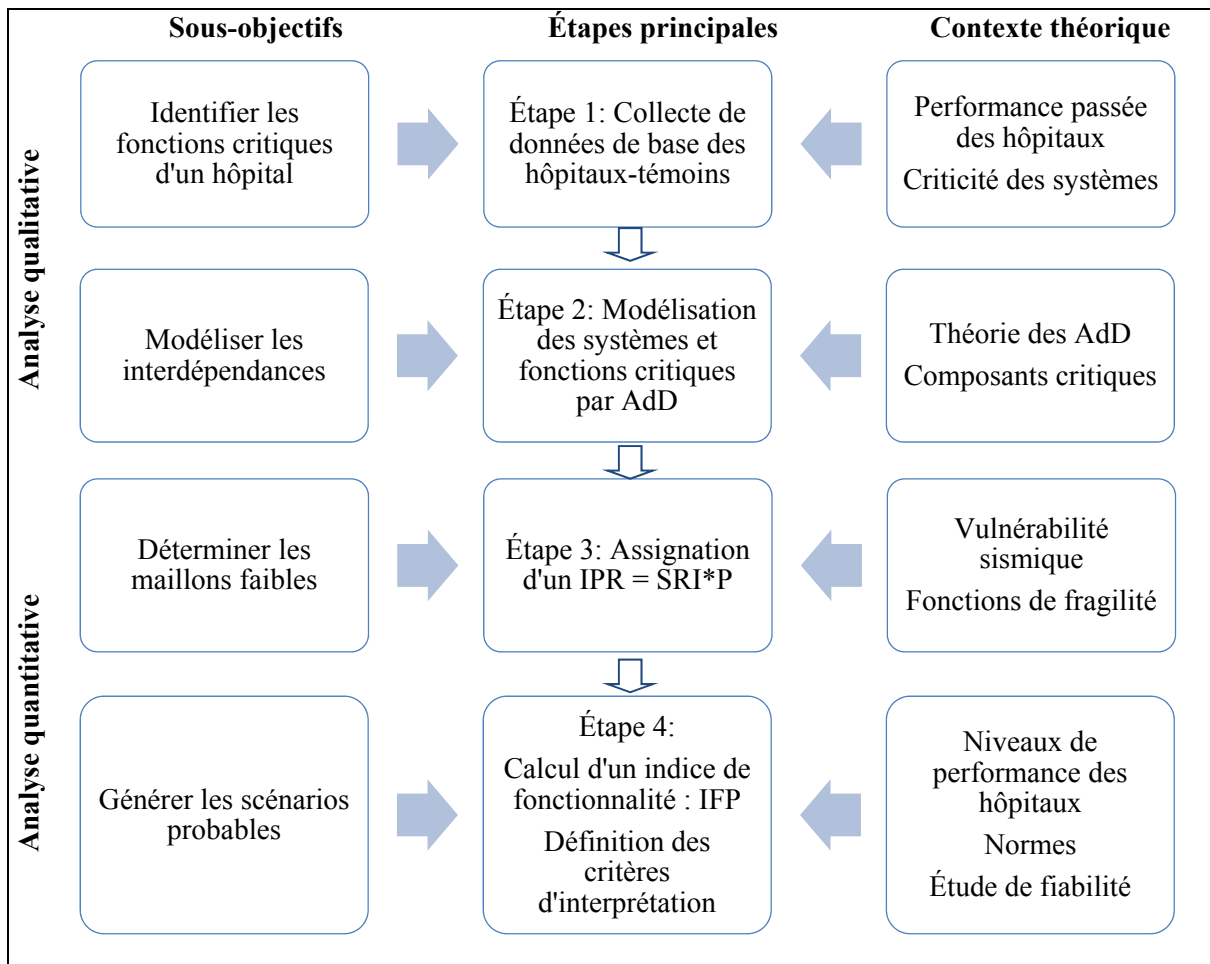 Sous-objectifs
Étapes principales
Contexte théorique
Analyse qualitative
Identifier les
fonctions critiques
d'un hôpital
Étape 1: Collecte de
données de base des
hôpitaux-témoins
Performance passée
des hôpitaux
Criticité des systèmes
Modéliser les
interdépendances
Étape 2: Modélisation
des systèmes et
fonctions critiques
par AdD
Théorie des AdD
Composants critiques
Analyse quantitative
Déterminer les
maillons faibles
Étape 3: Assignation
d'un IPR = SRI*P
Vulnérabilité
sismique
Fonctions de fragilité
Générer les scénarios
probables
Étape 4:
Calcul d'un indice de
fonctionnalité : IFP
Définition des
critères
d'interprétation
Niveaux de
performance des
hôpitaux
Normes
Étude de fiabilité